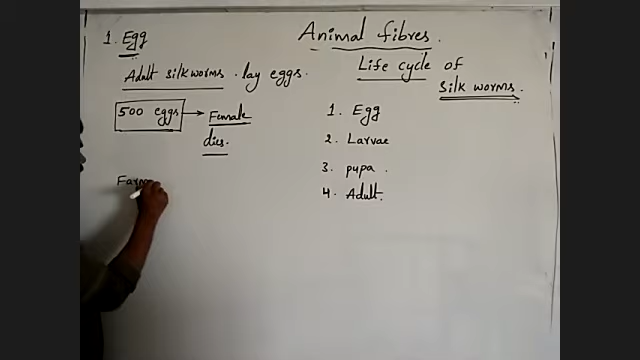 Animal fibres.
Life cycle of
silk worms.
1. Egg
Adult silkworms lay eggs.
500 eggs → Female
dies.
1. Egg
2. Larvae
3. pupa.
4. Adult.